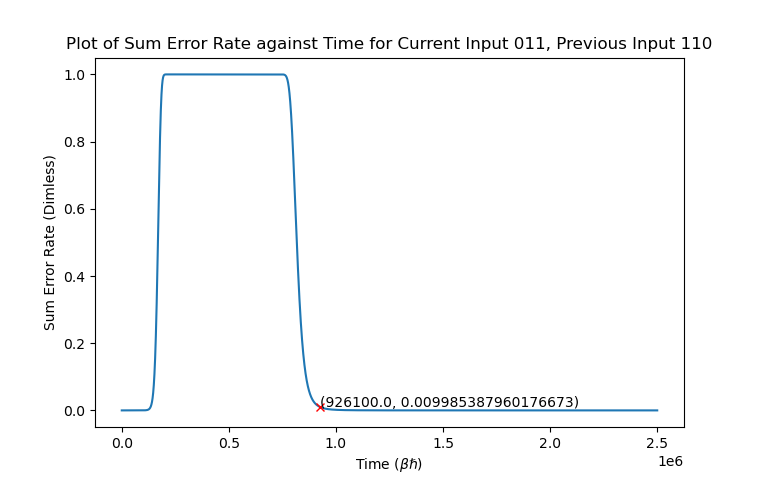 Plot of Sum Error Rate against Time for Current Input 011, Previous Input 110
Sum Error Rate (Dimless)
1.0
0.8
0.6
0.4
0.2
0.0
(926100.0, 0.009985387960176673)
0.0 0.5 1.0 1.5 2.0 2.5
1e6
Time (βħ)